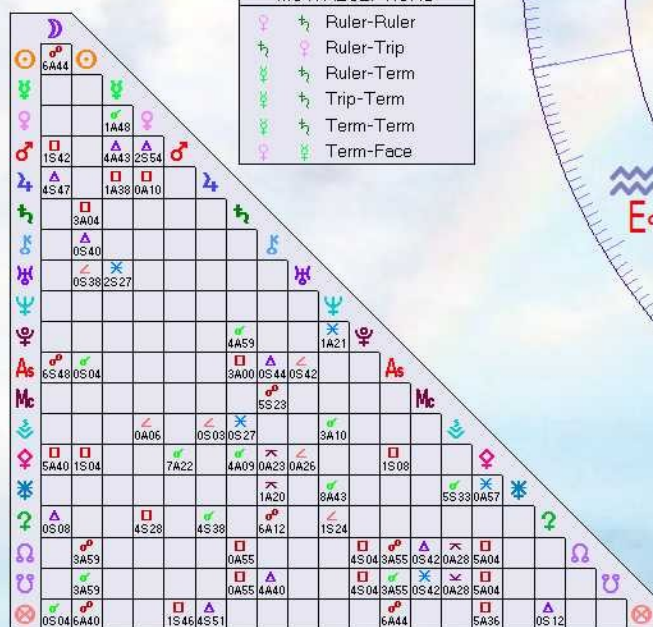 ☿ ♄ Ruler-Ruler
♄ ♀ Ruler-Trip
☿ ♄ Ruler-Term
☿ ♄ Trip-Term
☿ ♄ Term-Term
♀ ☿ Term-Face
6A44
1A48
1S42 4A43 2S54
4S47 1A38 0A10
3A04
0S40
0S38 2S27
4A59 1A21
As 6S48 0S04 3A00 0S44 0S42 As
Mc 5S23 Mc
0A06 0S03 0S27 3A10
5A40 1S04 7A22 4A09 0A23 0A26 1S08
1A20 8A43 5S33 0A57
0S08 4S28 4S38 6A12 1S24
3A59 0A55 4S04 3A55 0S42 0A28 5A04
3A59 0A55 4A40 4S04 3A55 0S42 0A28 5A04
0S04 6A40 1S46 4S51 6A44 5A36 0S12